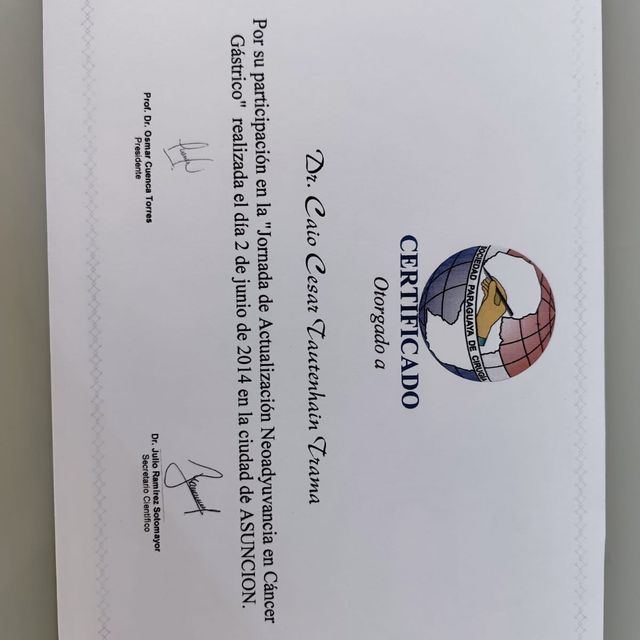 SOCIEDAD PARAGUAYA DE CIRUGIA
CERTIFICADO
Otorgado a
Dr. Caio Cesar Tautenhain Trama
Por su participación en la "Jornada de Actualización Neoadyuvancia en Cáncer
Gástrico" realizada el día 2 de junio de 2014 en la ciudad de ASUNCION.
Prof. Dr. Osmar Cuenca Torres
Presidente
Dr. Julio Ramírez Sotomayor
Secretario Científico